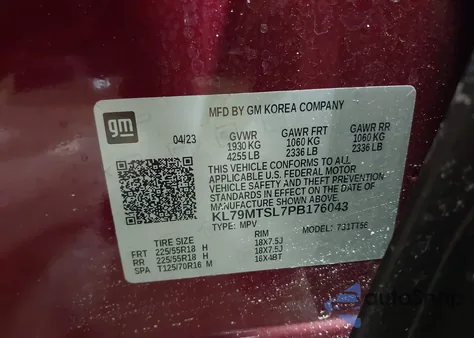 MFD BY GM KOREA COMPANY
gm
04/23 GVWR GAWR FRT GAWR RR
1930 KG 1060 KG 1060 KG
4255 LB 2336 LB 2336 LB
THIS VEHICLE CONFORMS TO ALL
APPLICABLE U.S. FEDERAL MOTOR
VEHICLE SAFETY AND THEFT PREVENTION
STANDARDS IN EFFECT ON THE DATE OF
MANUFACTURE SHOWN ABOVE.
KL79MTSL7PB176043
TYPE: MPV MODEL:
TIRE SIZE RIM
FRT 225/55R18 H 18X7.5J
RR 225/55R18 H 18X7.5J
SPA T125/70R16 M 16X4BT